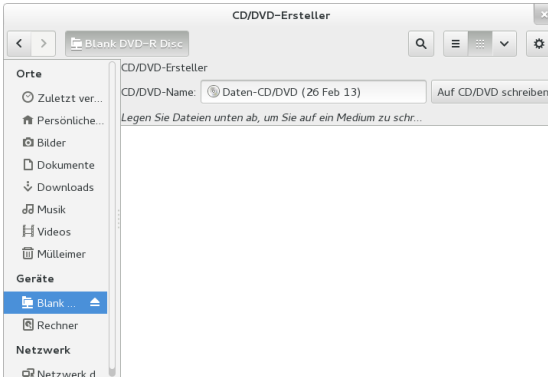 CD/DVD-Ersteller
Blank DVD-R Disc
Orte
Zuletzt ver...
Persönliche...
Bilder
Dokumente
Downloads
Musik
Videos
Mülleimer
Geräte
Blank ...
Rechner
Netzwerk
Netzwerk d
CD/DVD-Ersteller
CD/DVD-Name: Daten-CD/DVD (26 Feb 13) Auf CD/DVD schreiben
Legen Sie Dateien unten ab, um Sie auf ein Medium zu schr...